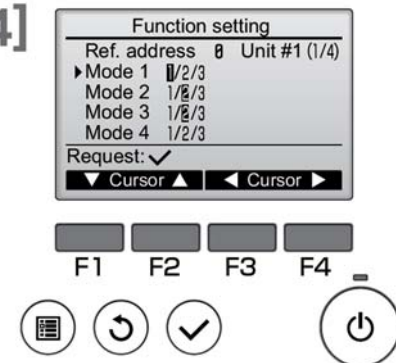 4]
Function setting
Ref. address 0 Unit #1 (1/4)
Mode 1 1/2/3
Mode 2 1/2/3
Mode 3 1/2/3
Mode 4 1/2/3
Request: ✓
▼ Cursor ▲ ◀ Cursor ▶
F1 F2 F3 F4